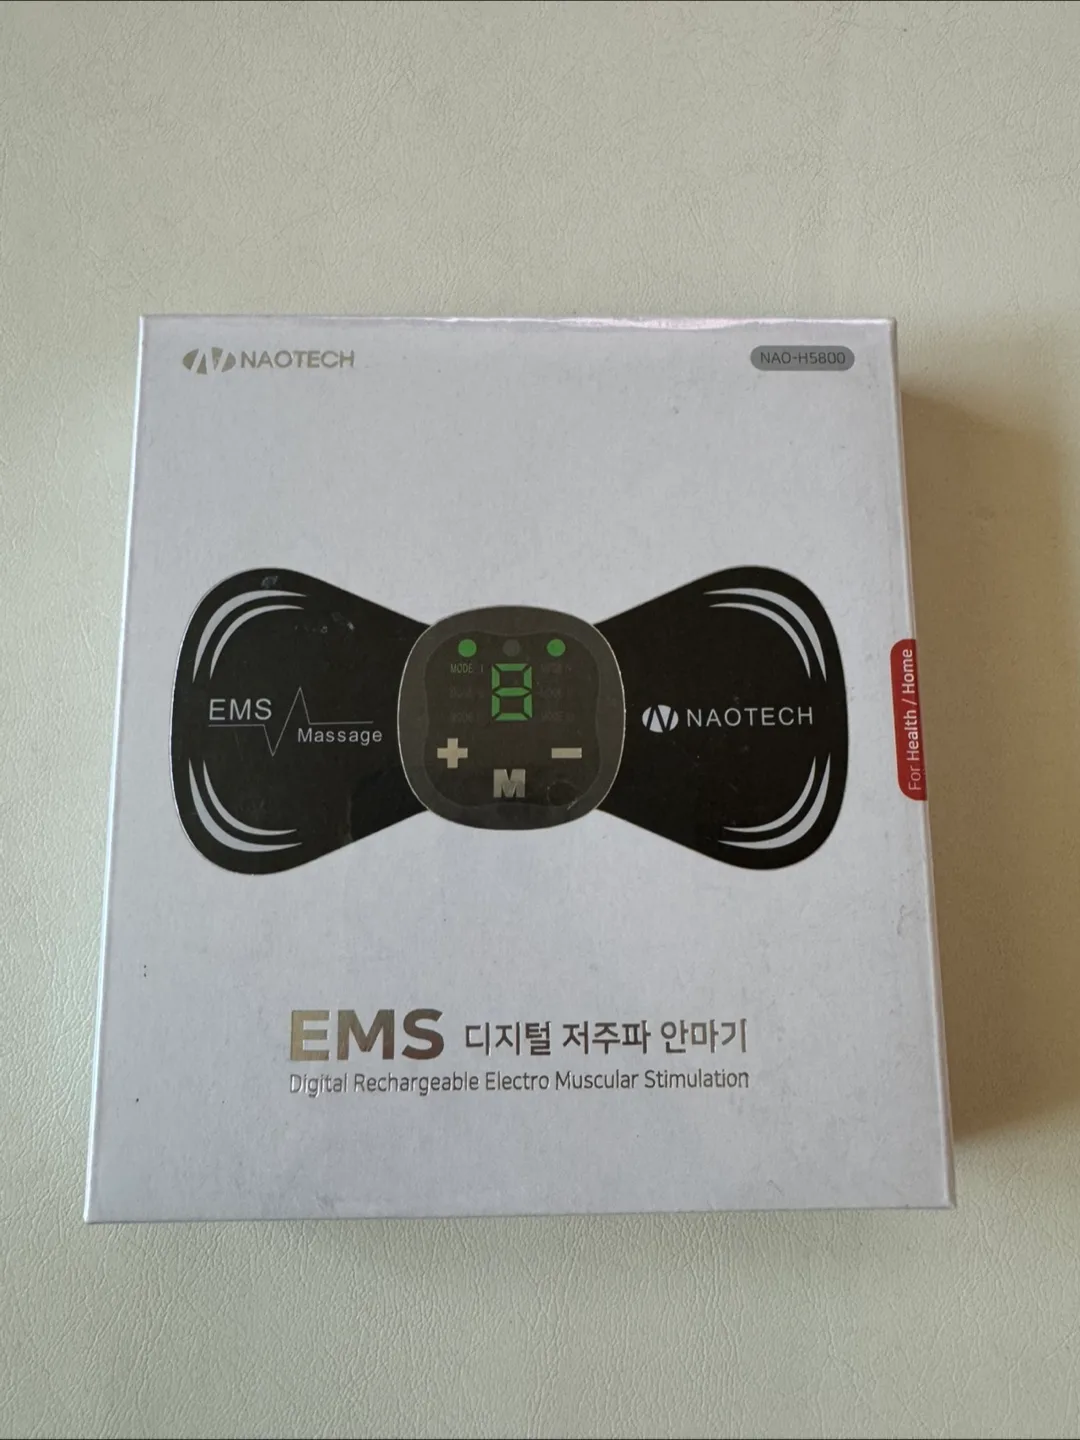 NAOTECH
NAO-H5800
MODE 1
8
EMS
Massage
NAOTECH
+
−
M
For Health / Home
EMS 디지털 저주파 안마기
Digital Rechargeable Electro Muscular Stimulation